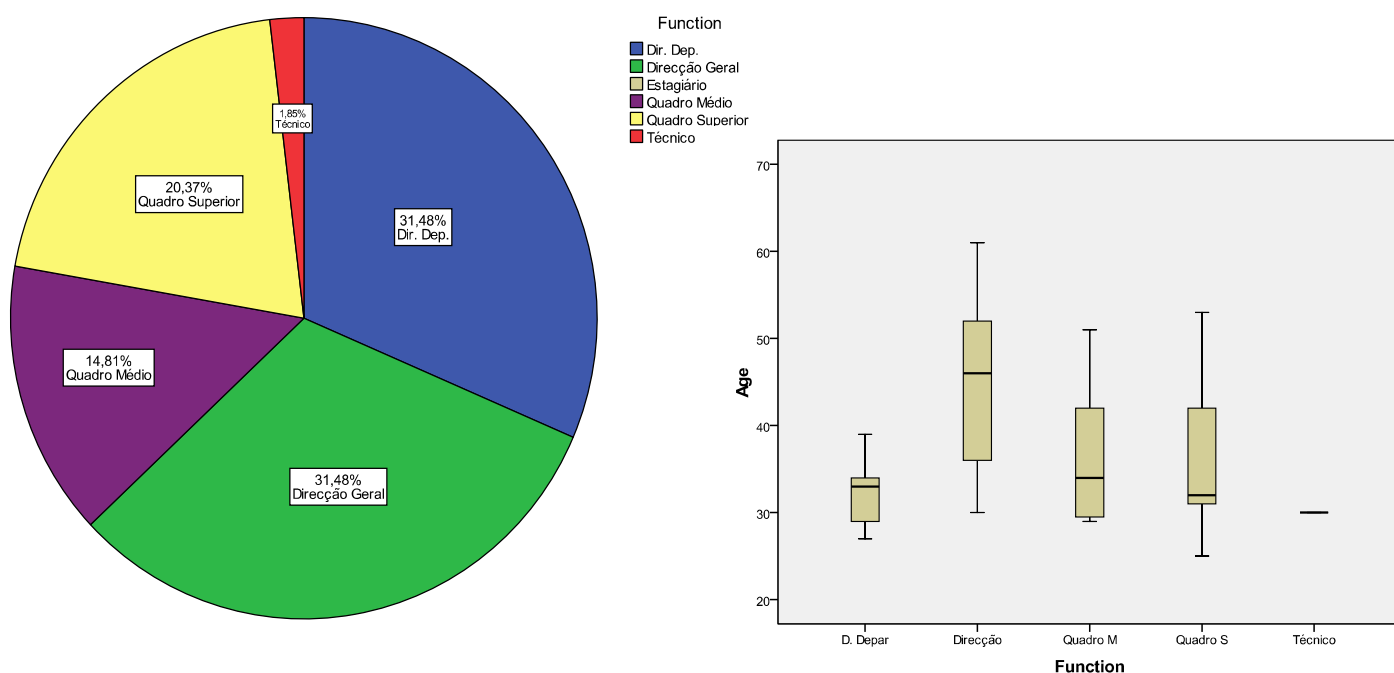 Function
Dir. Dep.
Direcção Geral
Estagiário
Quadro Médio
Quadro Superior
Técnico
1,85%
Técnico
20,37%
Quadro Superior
31,48%
Dir. Dep.
14,81%
Quadro Médio
31,48%
Direcção Geral
70
60
50
40
30
20
Age
D. Depar
Direcção
Quadro M
Quadro S
Técnico
Function